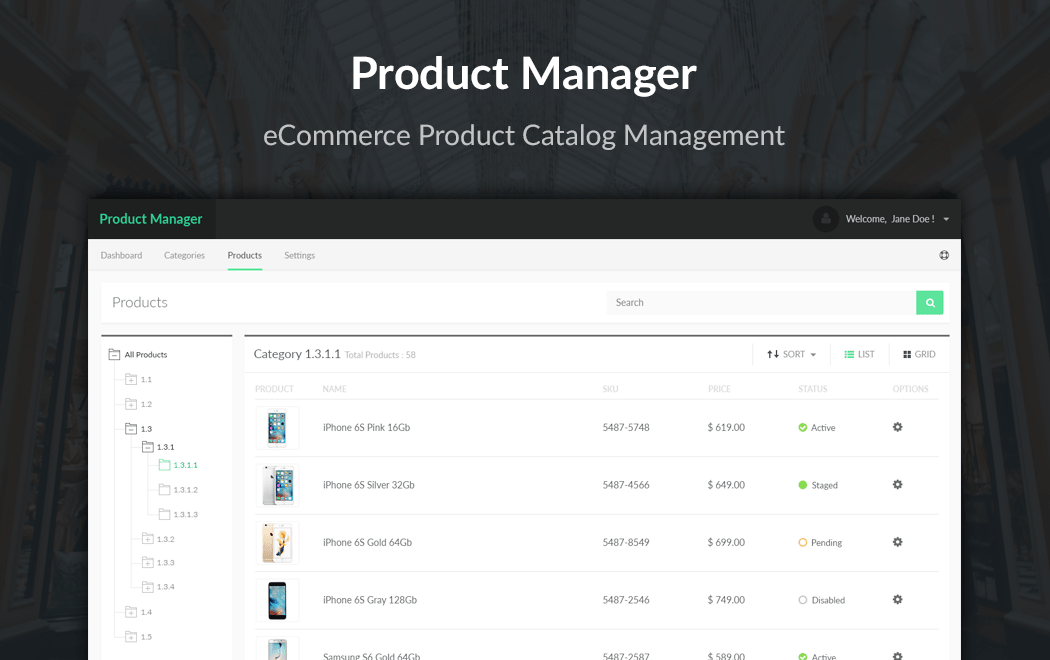 Product Manager
eCommerce Product Catalog Management
Product Manager
Welcome, Jane Doe !
Dashboard Categories Products Settings
Products
Search
All Products
1.1
1.2
1.3
1.3.1
1.3.1.1
1.3.1.2
1.3.1.3
1.3.2
1.3.3
1.3.4
1.4
1.5
Category 1.3.1.1 Total Products : 58
SORT LIST GRID
PRODUCT NAME SKU PRICE STATUS OPTIONS
iPhone 6S Pink 16Gb 5487-5748 $ 619.00 Active
iPhone 6S Silver 32Gb 5487-4566 $ 649.00 Staged
iPhone 6S Gold 64Gb 5487-8549 $ 699.00 Pending
iPhone 6S Gray 128Gb 5487-2546 $ 749.00 Disabled
Samsung S6 Gold 64Gb 5487-2587 $ 589.00 Active